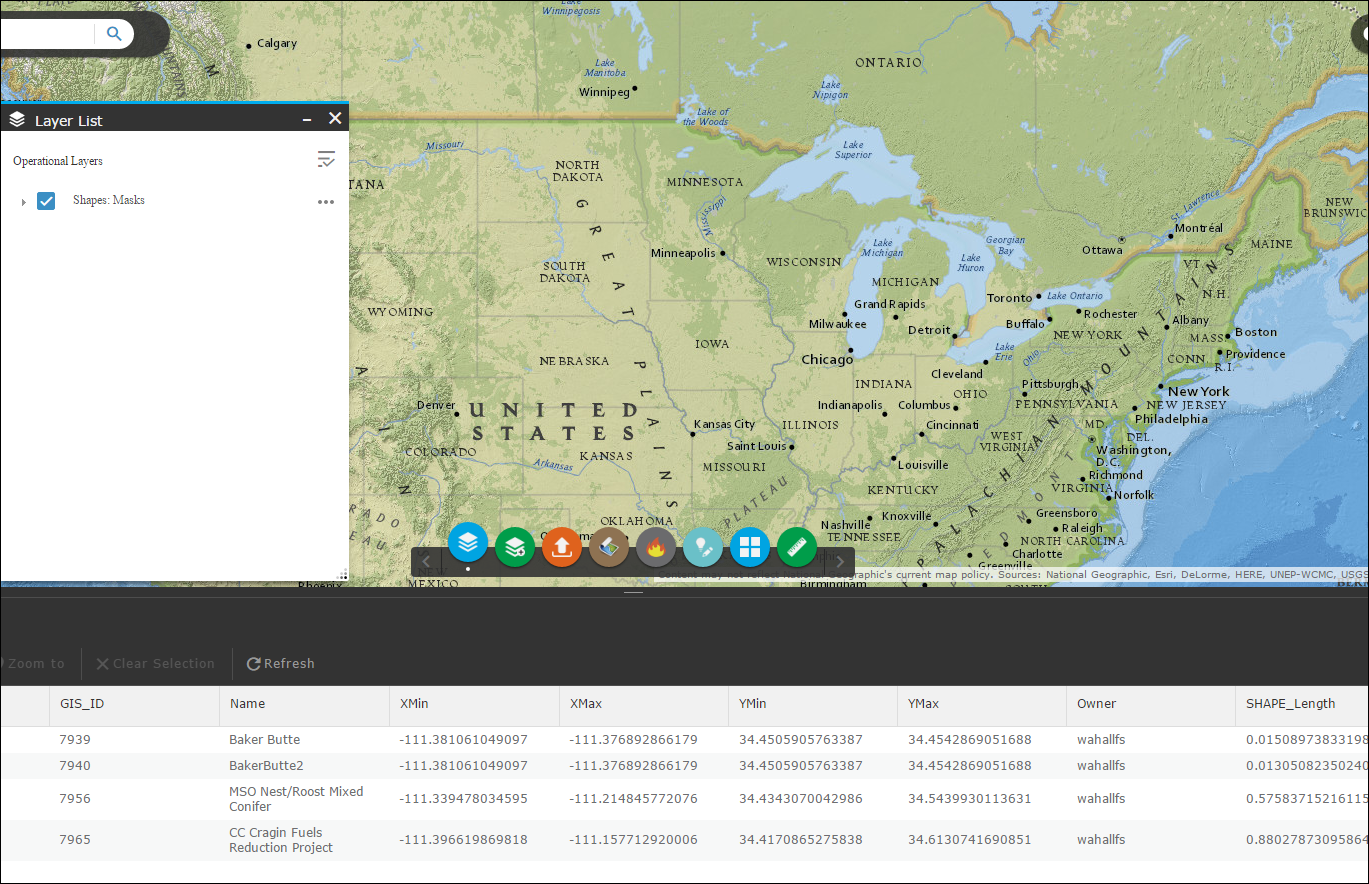 Lake
Winnipegosis
Calgary
Lake
Manitoba
ONTARIO
Winnipeg
Lake
Nipigon
Lake of
the Woods
Layer List
Operational Layers
Shapes: Masks
Missouri
Lake
Superior
NORTH
DAKOTA
MINNESOTA
TANA
Mississippi
St. Lawrence
NEW
BRUNSWIC
Montréal
Ottawa
MAINE
Georgian
Bay
Lake
Michigan
Lake
Huron
Minneapolis
WISCONSIN
SOUTH
DAKOTA
VT.
N.H.
MICHIGAN
Toronto
Lake Ontario
Grand Rapids
WYOMING
Milwaukee
Detroit
Buffalo
Rochester
Albany
NEW YORK
MASS.
Boston
IOWA
Lake
Erie
Ohio
CONN.
Providence
R.I.
Chicago
NEBRASKA
Cleveland
INDIANA
OHIO
Pittsburgh
New York
GREAT PLAINS
Denver
UNITED
STATES
Indianapolis
Columbus
PENNSYLVANIA
NEW JERSEY
Philadelphia
Kansas City
ILLINOIS
Cincinnati
MD.
DEL.
WEST
VIRGINIA
Washington,
D.C.
Saint Louis
COLORADO
KANSAS
Arkansas
MISSOURI
Louisville
Richmond
VIRGINIA
Norfolk
KENTUCKY
PLATEAU
APPALACHIAN MOUNTAINS
RADO
EAU
OKLAHOMA
Nashville
Knoxville
TENNESSEE
Greensboro
Raleigh
NORTH CAROLINA
Charlotte
Greenville
NEW
MEXICO
Phoenix
Birmingham
National Geographic's current map policy. Sources: National Geographic, Esri, DeLorme, HERE, UNEP-WCMC, USGS
Zoom to
Clear Selection
Refresh
GIS_ID Name XMin XMax YMin YMax Owner SHAPE_Length
7939 Baker Butte -111.381061049097 -111.376892866179 34.4505905763387 34.4542869051688 wahallfs 0.01508973833198
7940 BakerButte2 -111.381061049097 -111.376892866179 34.4505905763387 34.4542869051688 wahallfs 0.01305082350240
7956 MSO Nest/Roost Mixed
Conifer -111.339478034595 -111.214845772076 34.4343070042986 34.5439930113631 wahallfs 0.57583715216115
7965 CC Cragin Fuels
Reduction Project -111.396619869818 -111.157712920006 34.4170865275838 34.6130741690851 wahallfs 0.88027873095864